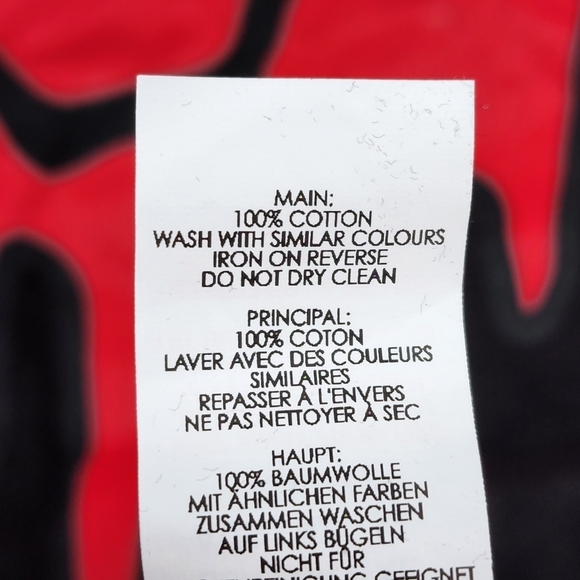 MAIN:
100% COTTON
WASH WITH SIMILAR COLOURS
IRON ON REVERSE
DO NOT DRY CLEAN
PRINCIPAL:
100% COTON
LAVER AVEC DES COULEURS
SIMILAIRES
REPASSER À L'ENVERS
NE PAS NETTOYER À SEC
HAUPT:
100% BAUMWOLLE
MIT ÄHNLICHEN FARBEN
ZUSAMMEN WASCHEN
AUF LINKS BÜGELN
NICHT FÜR
GEEIGNET